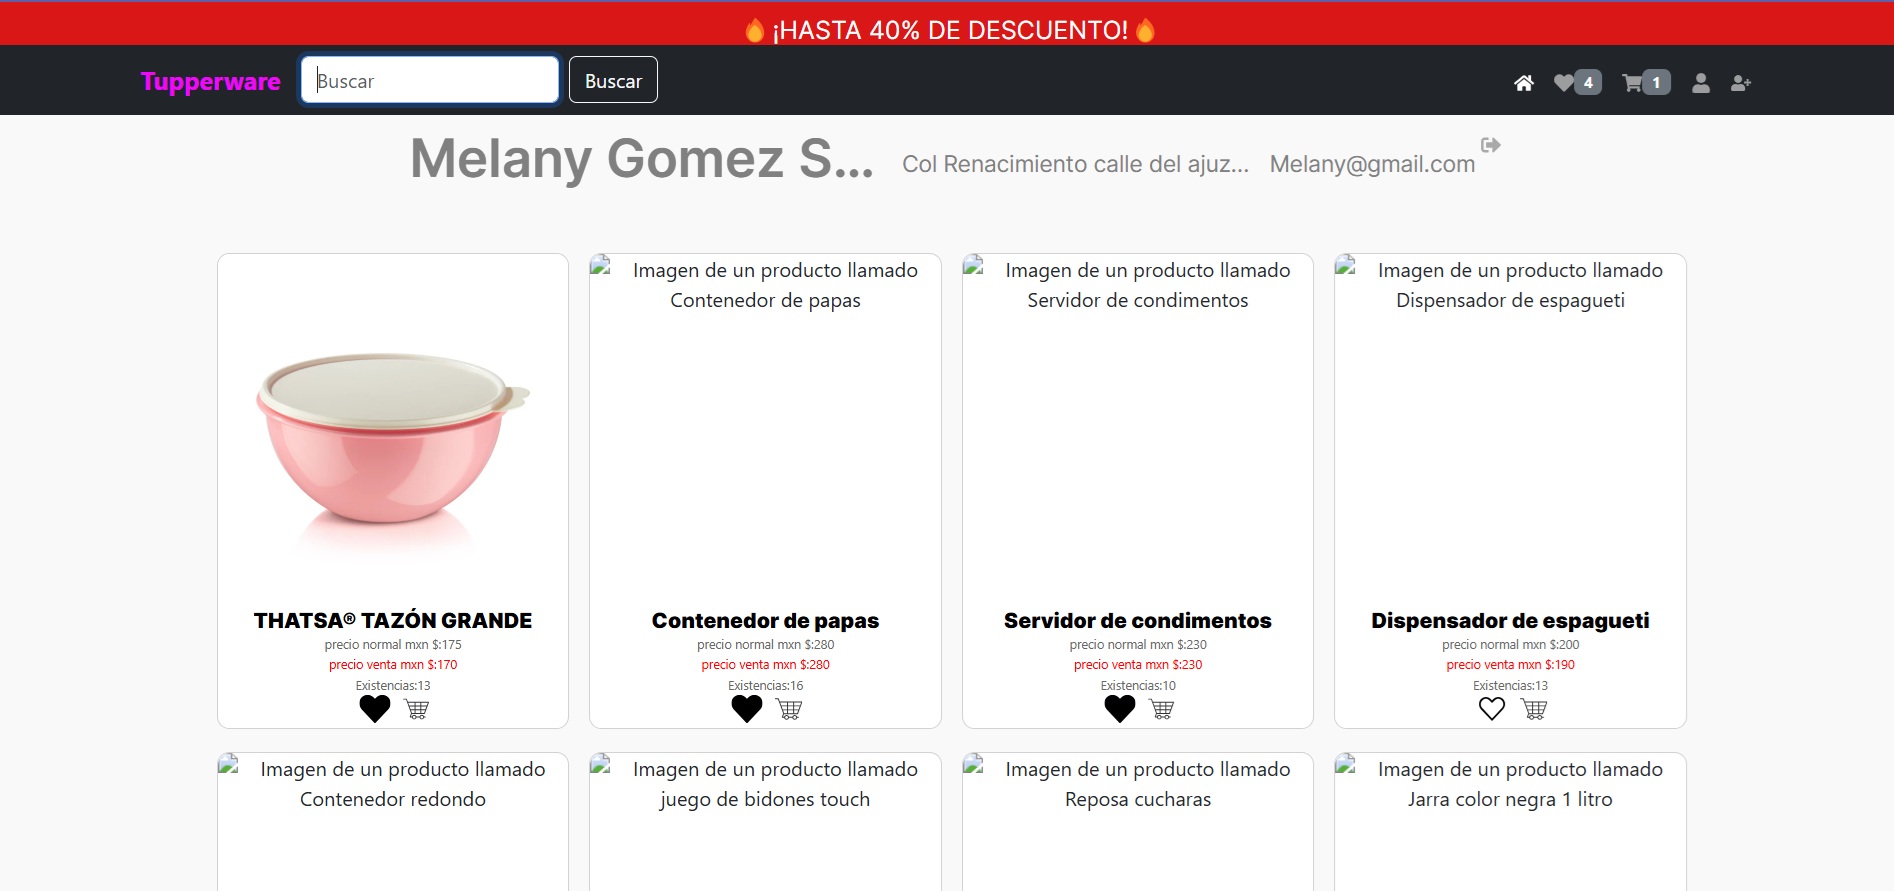 🔥¡HASTA 40% DE DESCUENTO!🔥
Tupperware Buscar Buscar 4 1
Melany Gomez S... Col Renacimiento calle del ajuz... Melany@gmail.com
Imagen de un producto llamado Contenedor de papas
Imagen de un producto llamado Servidor de condimentos
Imagen de un producto llamado Dispensador de espagueti
THATSA® TAZÓN GRANDE
precio normal mxn $:175
precio venta mxn $:170
Existencias:13
Contenedor de papas
precio normal mxn $:280
precio venta mxn $:280
Existencias:16
Servidor de condimentos
precio normal mxn $:230
precio venta mxn $:230
Existencias:10
Dispensador de espagueti
precio normal mxn $:200
precio venta mxn $:190
Existencias:13
Imagen de un producto llamado
Contenedor redondo
Imagen de un producto llamado
juego de bidones touch
Imagen de un producto llamado
Reposa cucharas
Imagen de un producto llamado
Jarra color negra 1 litro